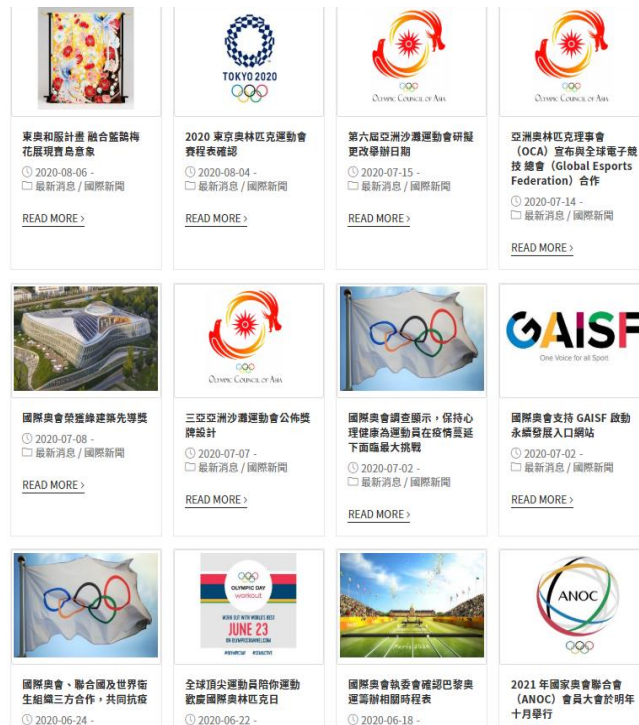 TOKYO 2020
OLYMPIC COUNCIL OF ASIA
OLYMPIC COUNCIL OF ASIA
東奧和服計畫 融合藍鵲梅
花展現寶島意象
2020-08-06 -
最新消息 / 國際新聞
READ MORE >
2020 東京奧林匹克運動會
賽程表確認
2020-08-04 -
最新消息 / 國際新聞
READ MORE >
第六屆亞洲沙灘運動會研擬
更改舉辦日期
2020-07-15 -
最新消息 / 國際新聞
READ MORE >
亞洲奧林匹克理事會
（OCA）宣布與全球電子競
技 總會（Global Esports
Federation）合作
2020-07-14 -
最新消息 / 國際新聞
READ MORE >
OLYMPIC COUNCIL OF ASIA
GAISF
One Voice for all Sport
國際奧會榮獲綠建築先導獎
2020-07-08 -
最新消息 / 國際新聞
READ MORE >
三亞亞洲沙灘運動會公佈獎
牌設計
2020-07-07 -
最新消息 / 國際新聞
READ MORE >
國際奧會調查顯示，保持心
理健康為運動員在疫情蔓延
下面臨最大挑戰
2020-07-02 -
最新消息 / 國際新聞
READ MORE >
國際奧會支持 GAISF 啟動
永續發展入口網站
2020-07-02 -
最新消息 / 國際新聞
READ MORE >
OLYMPIC DAY
workout
WORK OUT WITH WORLD'S BEST
JUNE 23
ON OLYMPICCHANNEL.COM
ANOC
國際奧會、聯合國及世界衛
生組織三方合作，共同抗疫
2020-06-24 -
全球頂尖運動員陪你運動
歡慶國際奧林匹克日
2020-06-22 -
國際奧會執委會確認巴黎奧
運籌辦相關時程表
2020-06-18 -
2021 年國家奧會聯合會
（ANOC）會員大會於明年
十月舉行